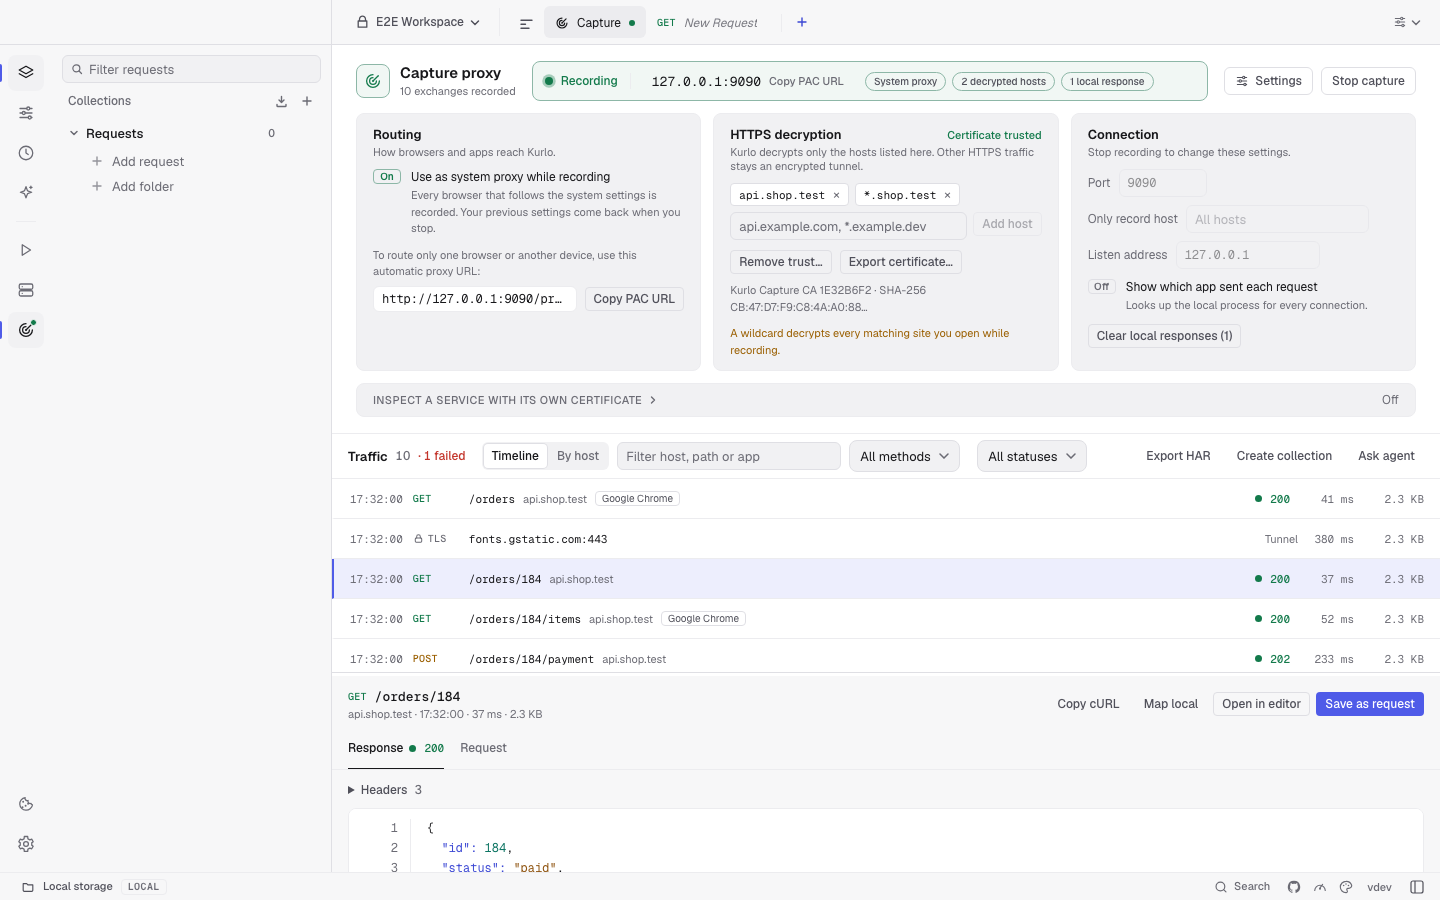 E2E Workspace
Capture
GET New Request
Filter requests
Collections
Requests 0
Add request
Add folder
Capture proxy
10 exchanges recorded
Recording
127.0.0.1:9090 Copy PAC URL
System proxy
2 decrypted hosts
1 local response
Settings
Stop capture
Routing
How browsers and apps reach Kurlo.
On Use as system proxy while recording
Every browser that follows the system settings is
recorded. Your previous settings come back when you
stop.
To route only one browser or another device, use this
automatic proxy URL:
http://127.0.0.1:9090/pr…
Copy PAC URL
HTTPS decryption
Certificate trusted
Kurlo decrypts only the hosts listed here. Other HTTPS traffic
stays an encrypted tunnel.
api.shop.test ×
*.shop.test ×
api.example.com, *.example.dev
Add host
Remove trust…
Export certificate…
Kurlo Capture CA 1E32B6F2 · SHA-256
CB:47:D7:F9:C8:4A:A0:88…
A wildcard decrypts every matching site you open while
recording.
Connection
Stop recording to change these settings.
Port 9090
Only record host All hosts
Listen address 127.0.0.1
Off Show which app sent each request
Looks up the local process for every connection.
Clear local responses (1)
INSPECT A SERVICE WITH ITS OWN CERTIFICATE
Off
Traffic 10 · 1 failed
Timeline
By host
Filter host, path or app
All methods
All statuses
Export HAR
Create collection
Ask agent
17:32:00 GET /orders api.shop.test Google Chrome 200 41 ms 2.3 KB
17:32:00 TLS fonts.gstatic.com:443 Tunnel 380 ms 2.3 KB
17:32:00 GET /orders/184 api.shop.test 200 37 ms 2.3 KB
17:32:00 GET /orders/184/items api.shop.test Google Chrome 200 52 ms 2.3 KB
17:32:00 POST /orders/184/payment api.shop.test 202 233 ms 2.3 KB
GET /orders/184
api.shop.test · 17:32:00 · 37 ms · 2.3 KB
Copy cURL
Map local
Open in editor
Save as request
Response 200
Request
Headers 3
1 {
2 "id": 184,
3 "status": "paid",
Local storage LOCAL
Search
vdev